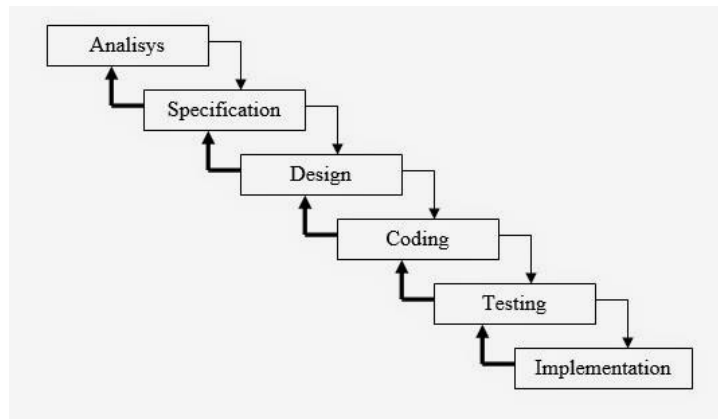 Analisys
Specification
Design
Coding
Testing
Implementation